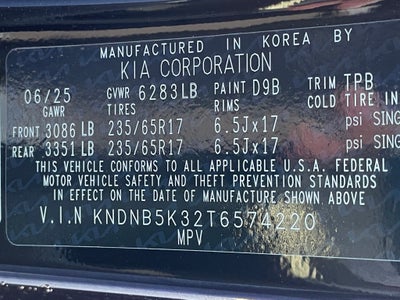 MANUFACTURED IN KOREA BY
KIA CORPORATION
06/25 GVWR 6283LB PAINT D9B TRIM TPB
GAWR TIRES RIMS COLD TIRE IN
FRONT 3086 LB 235/65R17 6.5Jx17 psi SING
REAR 3351 LB 235/65R17 6.5Jx17 psi SING
THIS VEHICLE CONFORMS TO ALL APPLICABLE U.S.A. FEDERAL
MOTOR VEHICLE SAFETY AND THEFT PREVENTION STANDARDS
IN EFFECT ON THE DATE OF MANUFACTURE SHOWN ABOVE
V.I.N KNDNB5K32T6574220
MPV